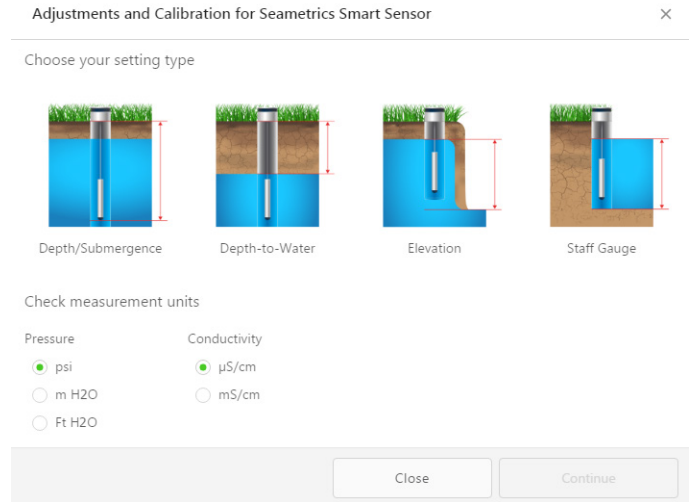 Adjustments and Calibration for Seametrics Smart Sensor
Choose your setting type
Depth/Submergence
Depth-to-Water
Elevation
Staff Gauge
Check measurement units
Pressure
psi
m H2O
Ft H2O
Conductivity
µS/cm
mS/cm
Close
Continue